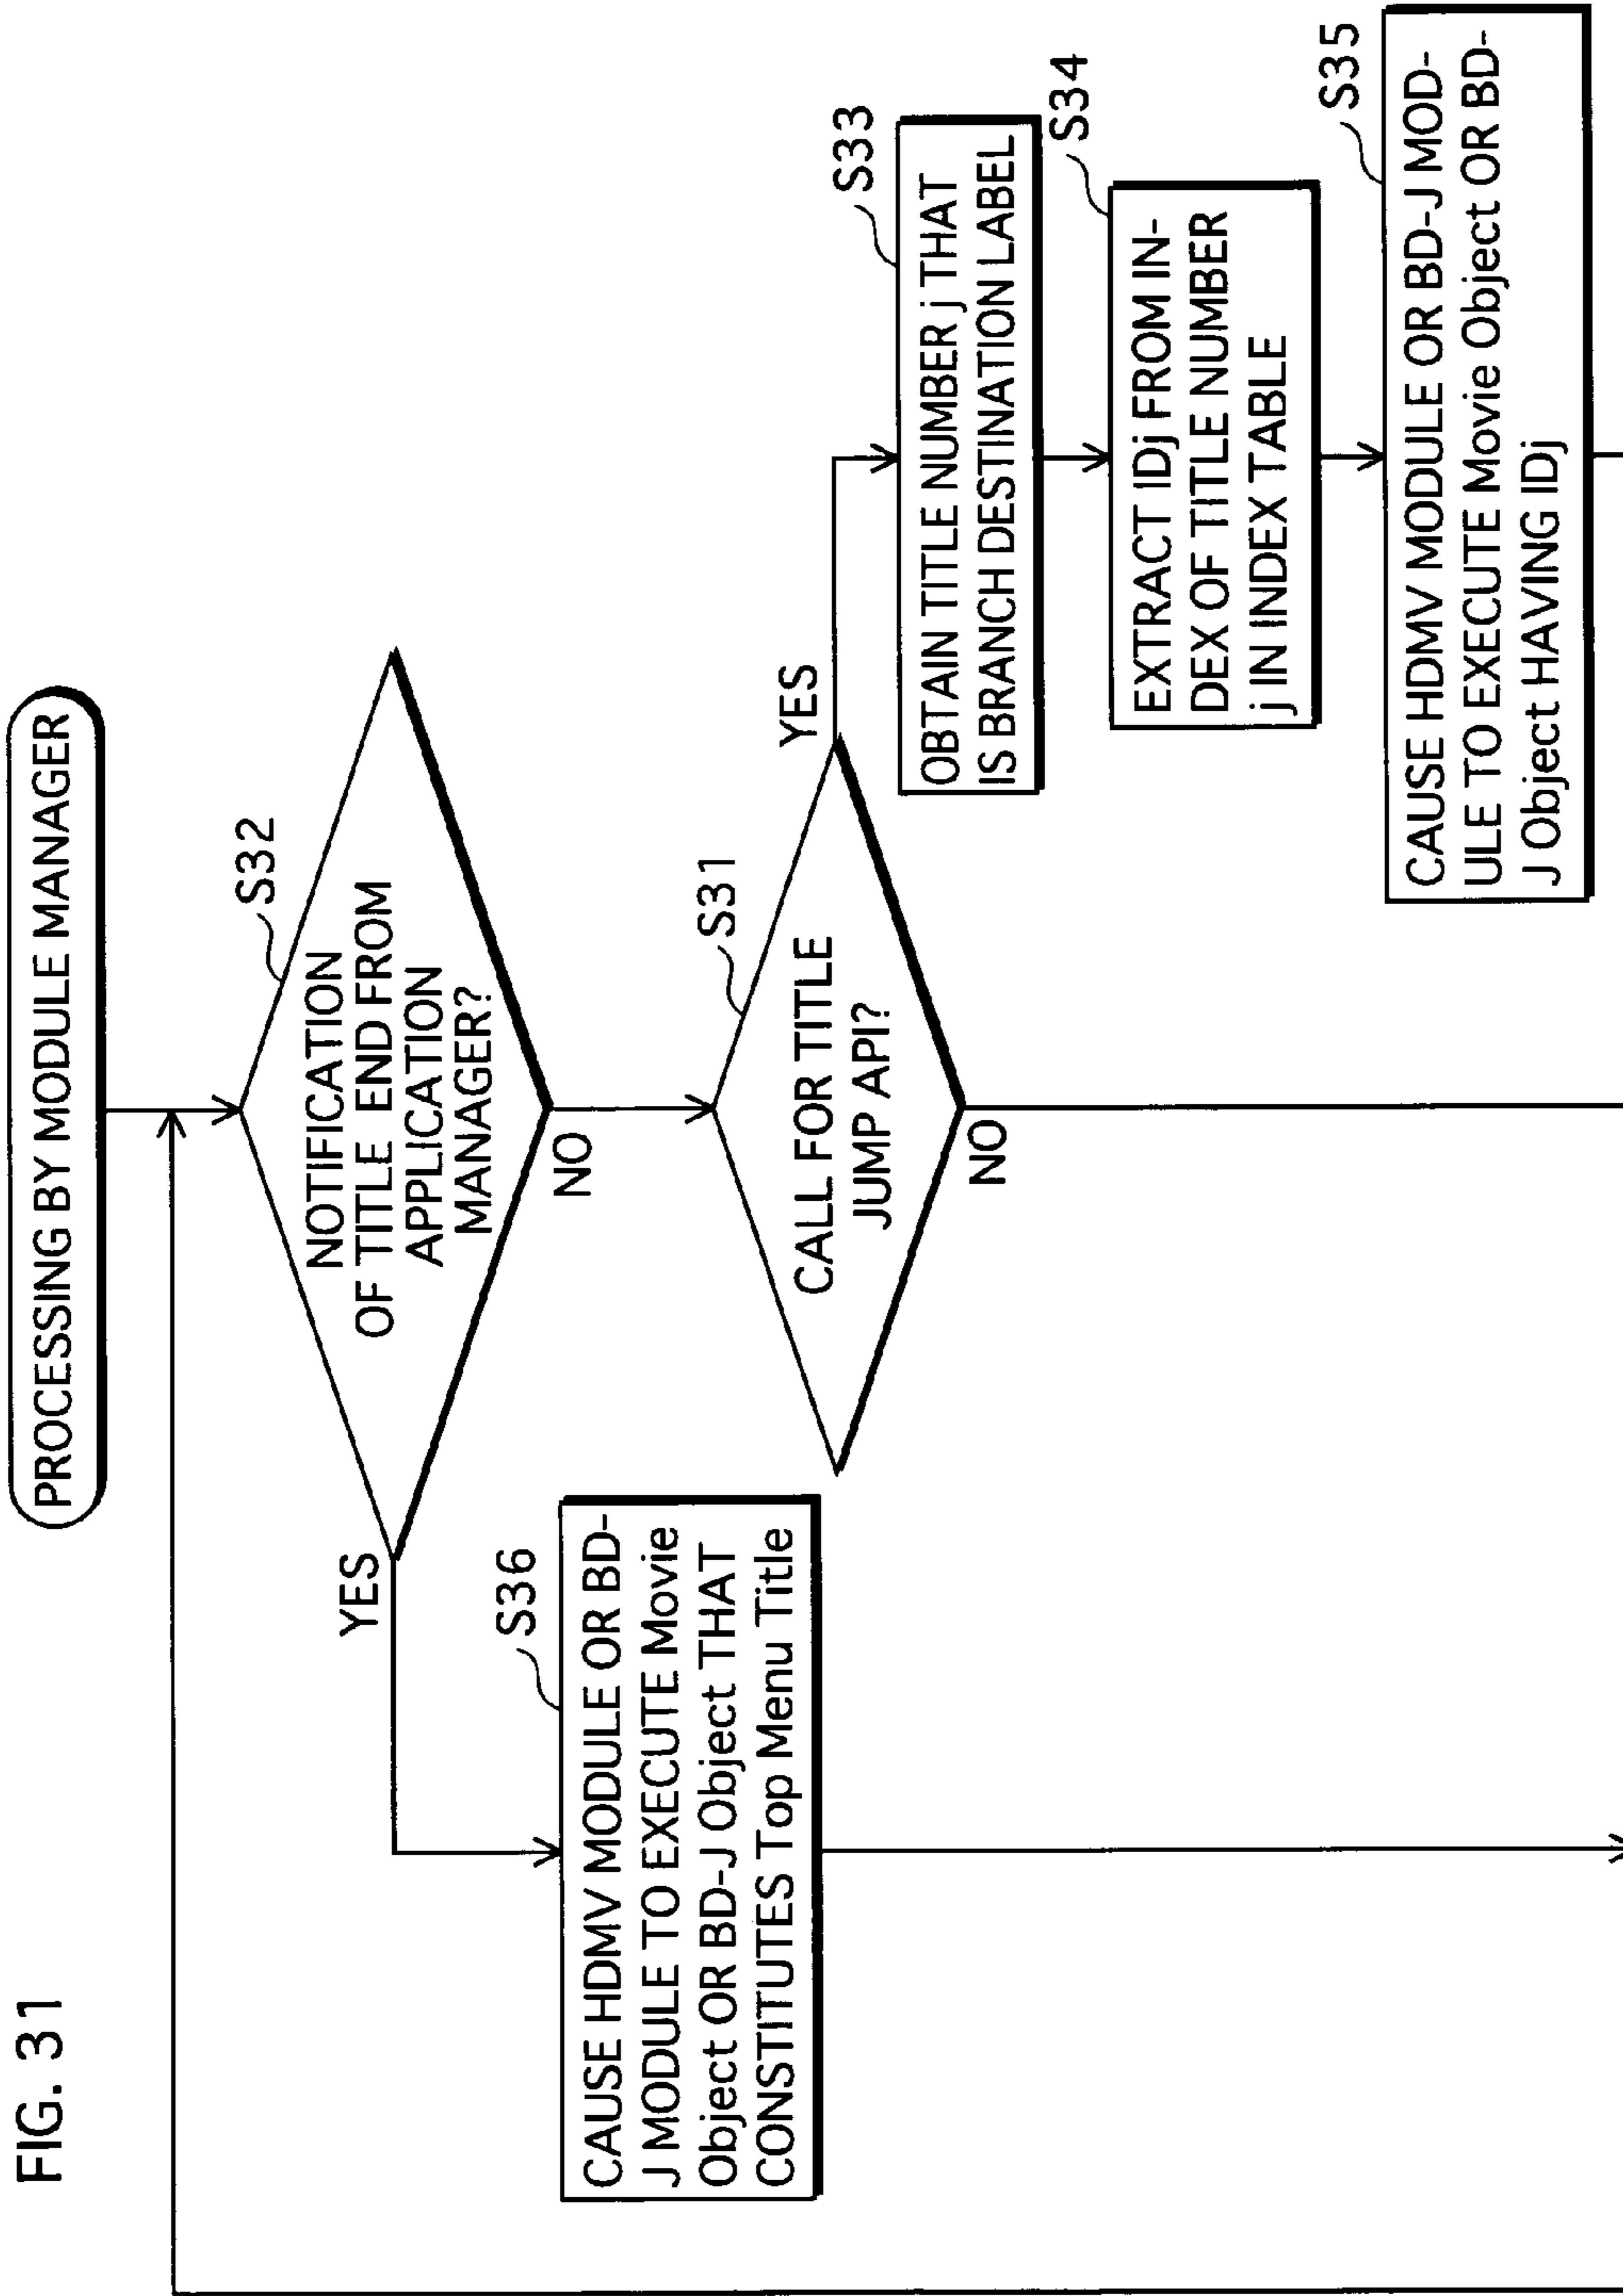 FIG. 31
PROCESSING BY MODULE MANAGER
S32
NOTIFICATION
OF TITLE END FROM
APPLICATION
MANAGER?
YES
NO
S36
CAUSE HDMV MODULE OR BD-
J MODULE TO EXECUTE Movie
Object OR BD-J Object THAT
CONSTITUTES Top Menu Title
S31
CALL FOR TITLE
JUMP API?
YES
NO
S33
OBTAIN TITLE NUMBER j THAT
IS BRANCH DESTINATION LABEL
S34
EXTRACT IDj FROM IN-
DEX OF TITLE NUMBER
j IN INDEX TABLE
S35
CAUSE HDMV MODULE OR BD-J MOD-
ULE TO EXECUTE Movie Object OR BD-
J Object HAVING IDj